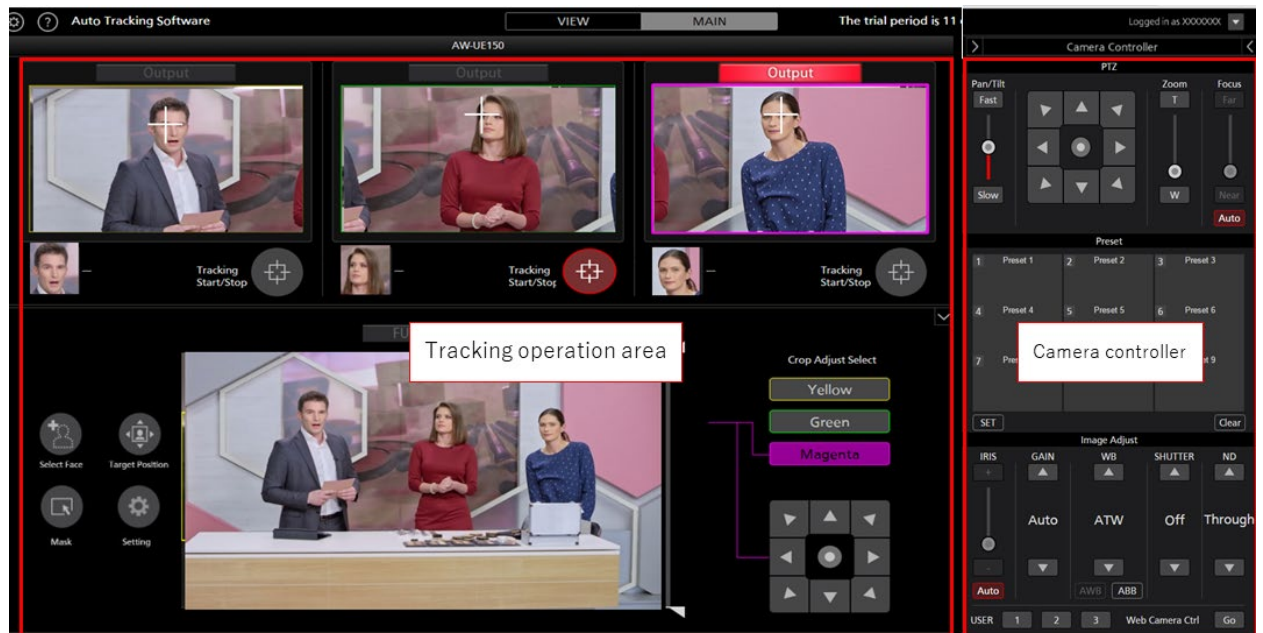 ? Auto Tracking Software VIEW MAIN The trial period is 11
Logged in as XXXXXXX
AW-UE150
Camera Controller
Output Output Output
Tracking
Start/Stop
Tracking
Start/Stop
Tracking
Start/Stop
FU
Tracking operation area
Crop Adjust Select
Yellow
Green
Magenta
Select Face Target Position
Mask Setting
PTZ
Pan/Tilt Zoom Focus
Fast T Far
Slow W Near
Auto
Preset
1 Preset 1 2 Preset 2 3 Preset 3
4 Preset 4 5 Preset 5 6 Preset 6
7 Pre t 9
Camera controller
SET Clear
Image Adjust
IRIS GAIN WB SHUTTER ND
+
Auto ATW Off Through
-
Auto AWB ABB
USER 1 2 3 Web Camera Ctrl Go